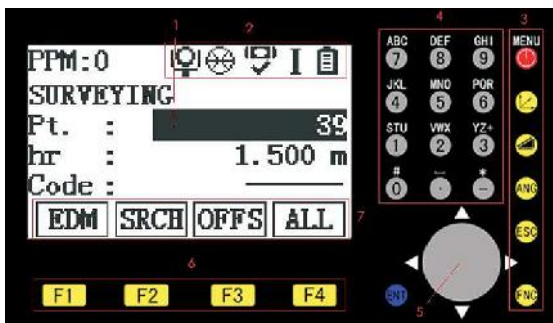 1
2
4
3
PPM:0
I
SURVEYING
Pt. : 39
hr : 1.500 m
Code :
EDM SRCH OFFS ALL
7
6
F1 F2 F3 F4
ABC DEF GHI MENU
7 8 9
JKL MNO PQR
4 5 6
STU VWX YZ+
1 2 3
ANG
# ⎵ *
0 . −
ESC
ENT
5
FNC